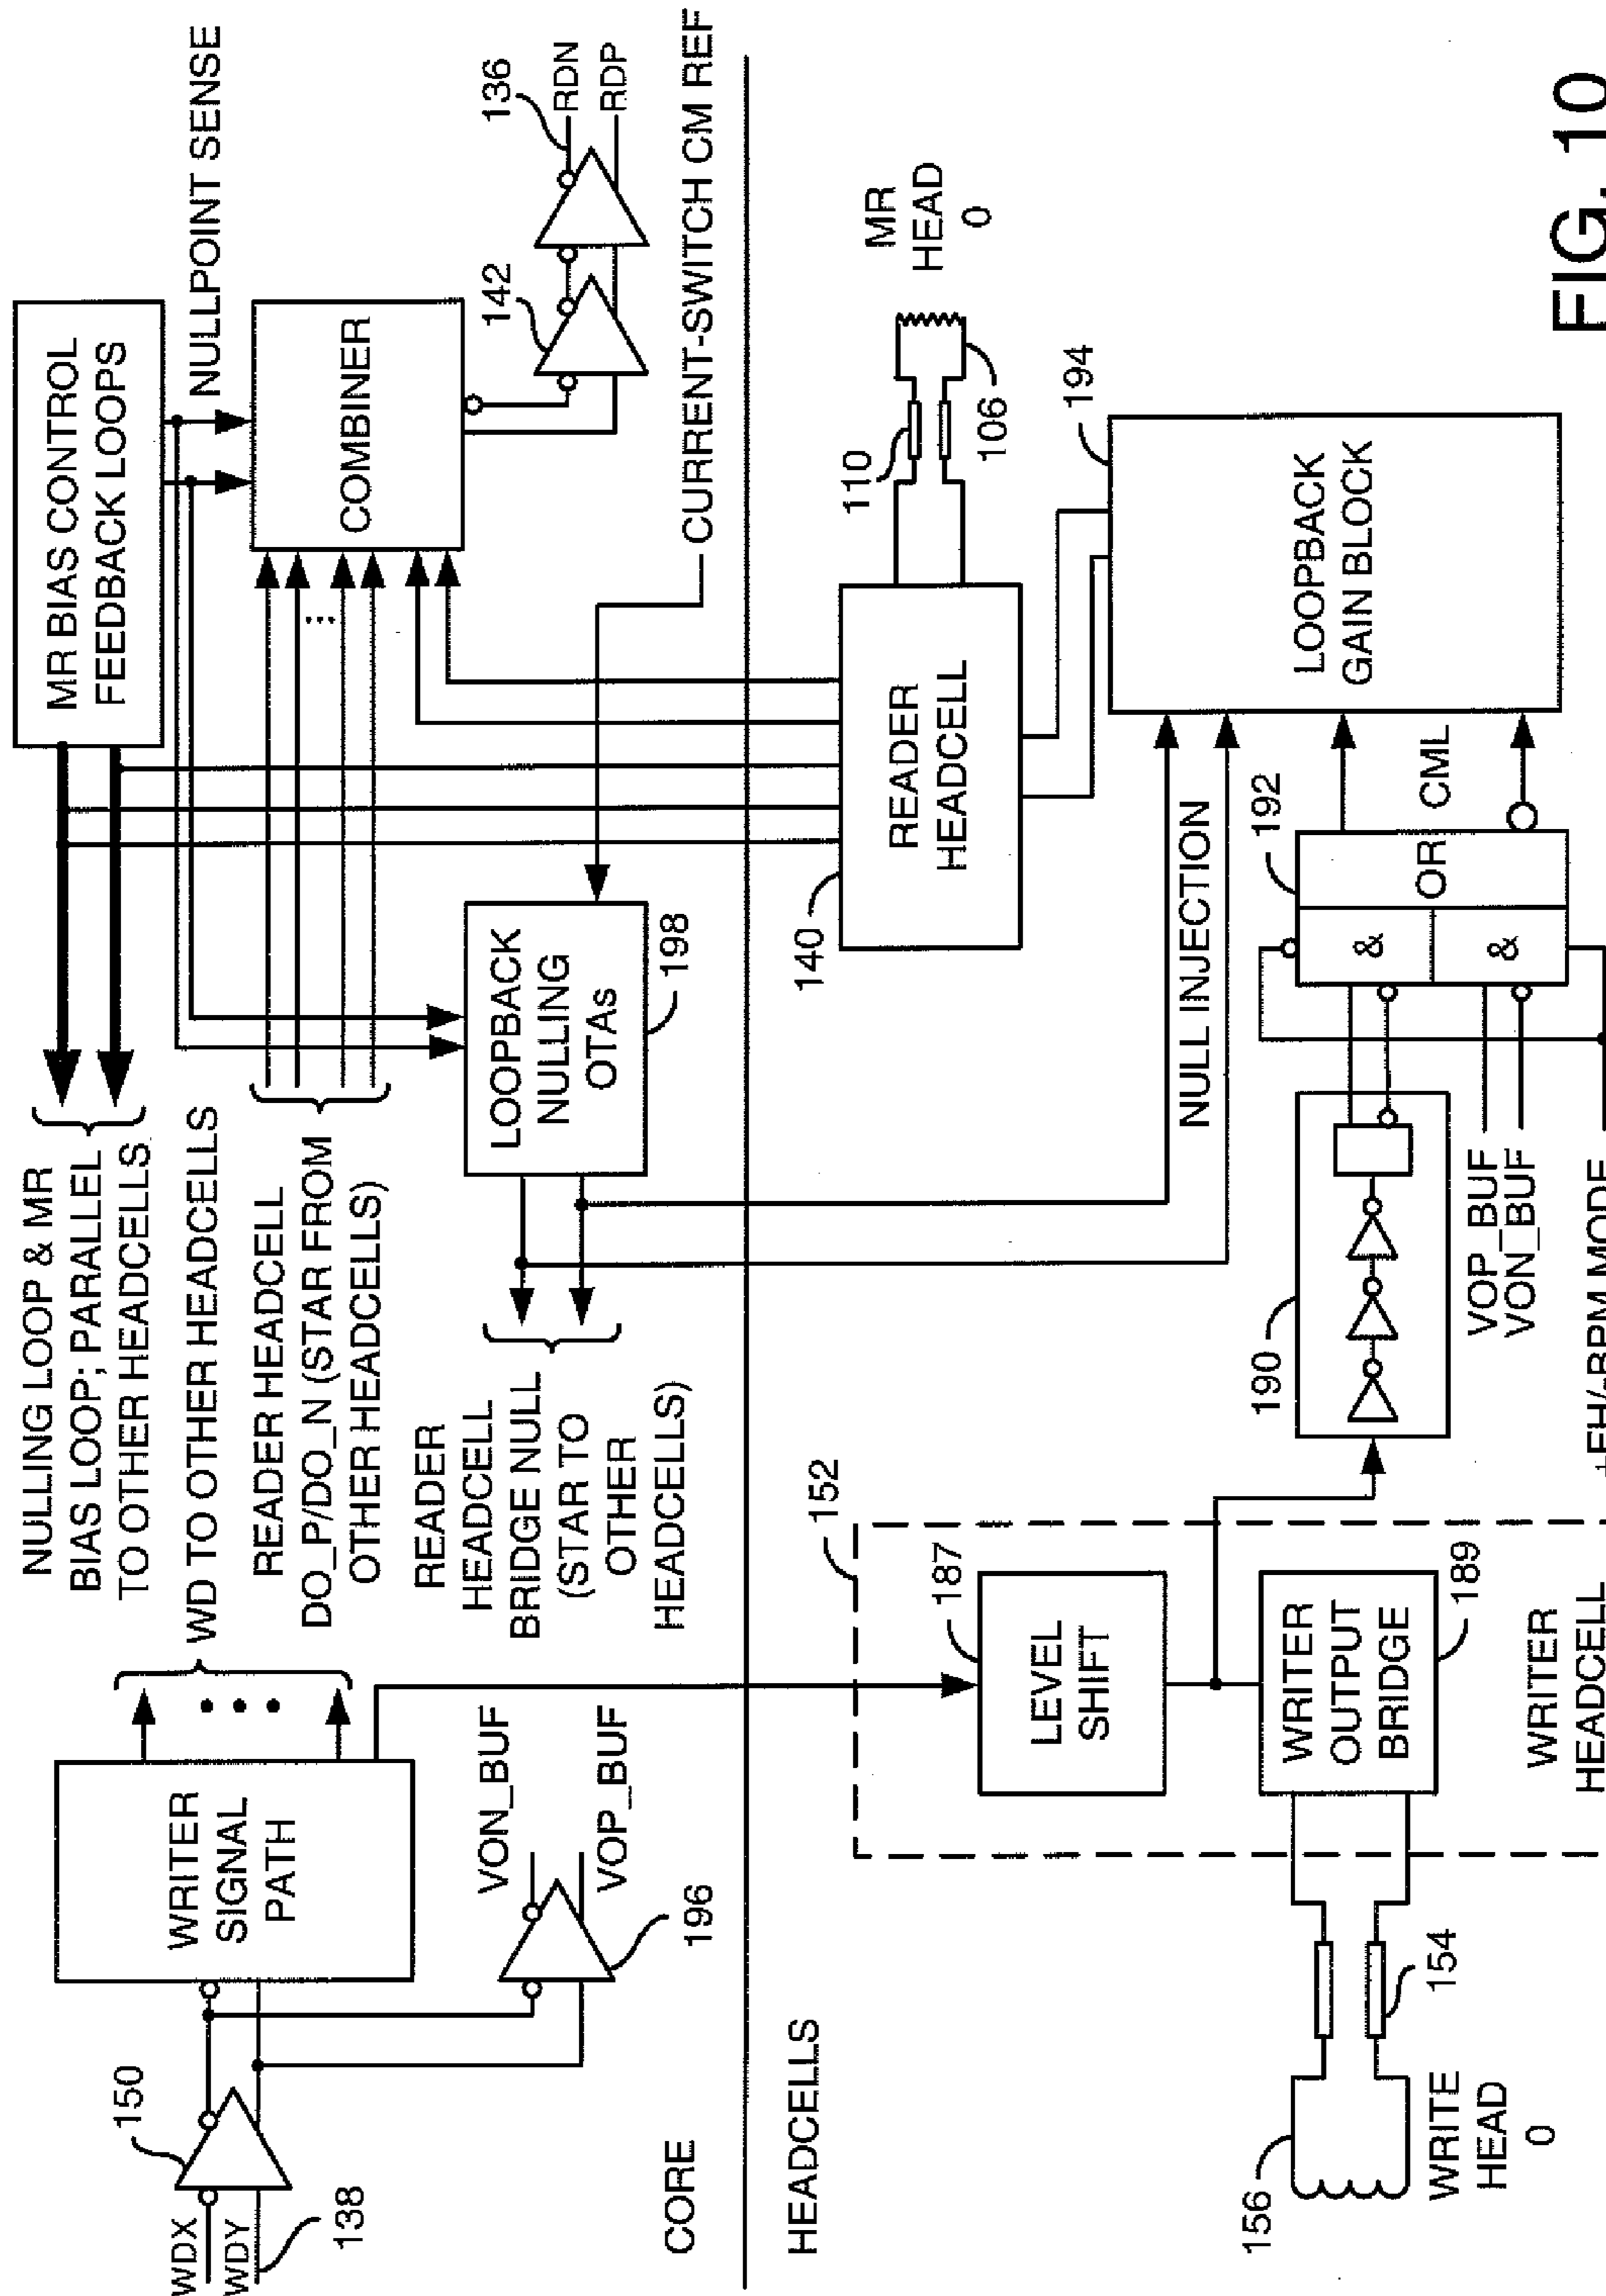 NULLING LOOP & MR
BIAS LOOP; PARALLEL
TO OTHER HEADCELLS
WD TO OTHER HEADCELLS
READER HEADCELL
DO_P/DO_N (STAR FROM
OTHER HEADCELLS)
READER
HEADCELL
BRIDGE NULL
(STAR TO
OTHER
HEADCELLS)
MR BIAS CONTROL
FEEDBACK LOOPS
NULLPOINT SENSE
COMBINER
142
136
RDN
RDP
CURRENT-SWITCH CM REF
LOOPBACK
NULLING
OTAs
198
WRITER
SIGNAL
PATH
150
WDX
WDY
138
VON_BUF
VOP_BUF
196
CORE
HEADCELLS
MR
HEAD
0
110
106
READER
HEADCELL
140
194
LOOPBACK
GAIN BLOCK
NULL INJECTION
CML
192
OR
&
&
190
VOP_BUF
VON_BUF
152
187
LEVEL
SHIFT
WRITER
OUTPUT
BRIDGE
189
WRITER
HEADCELL
154
156
WRITE
HEAD
0
FIG. 10